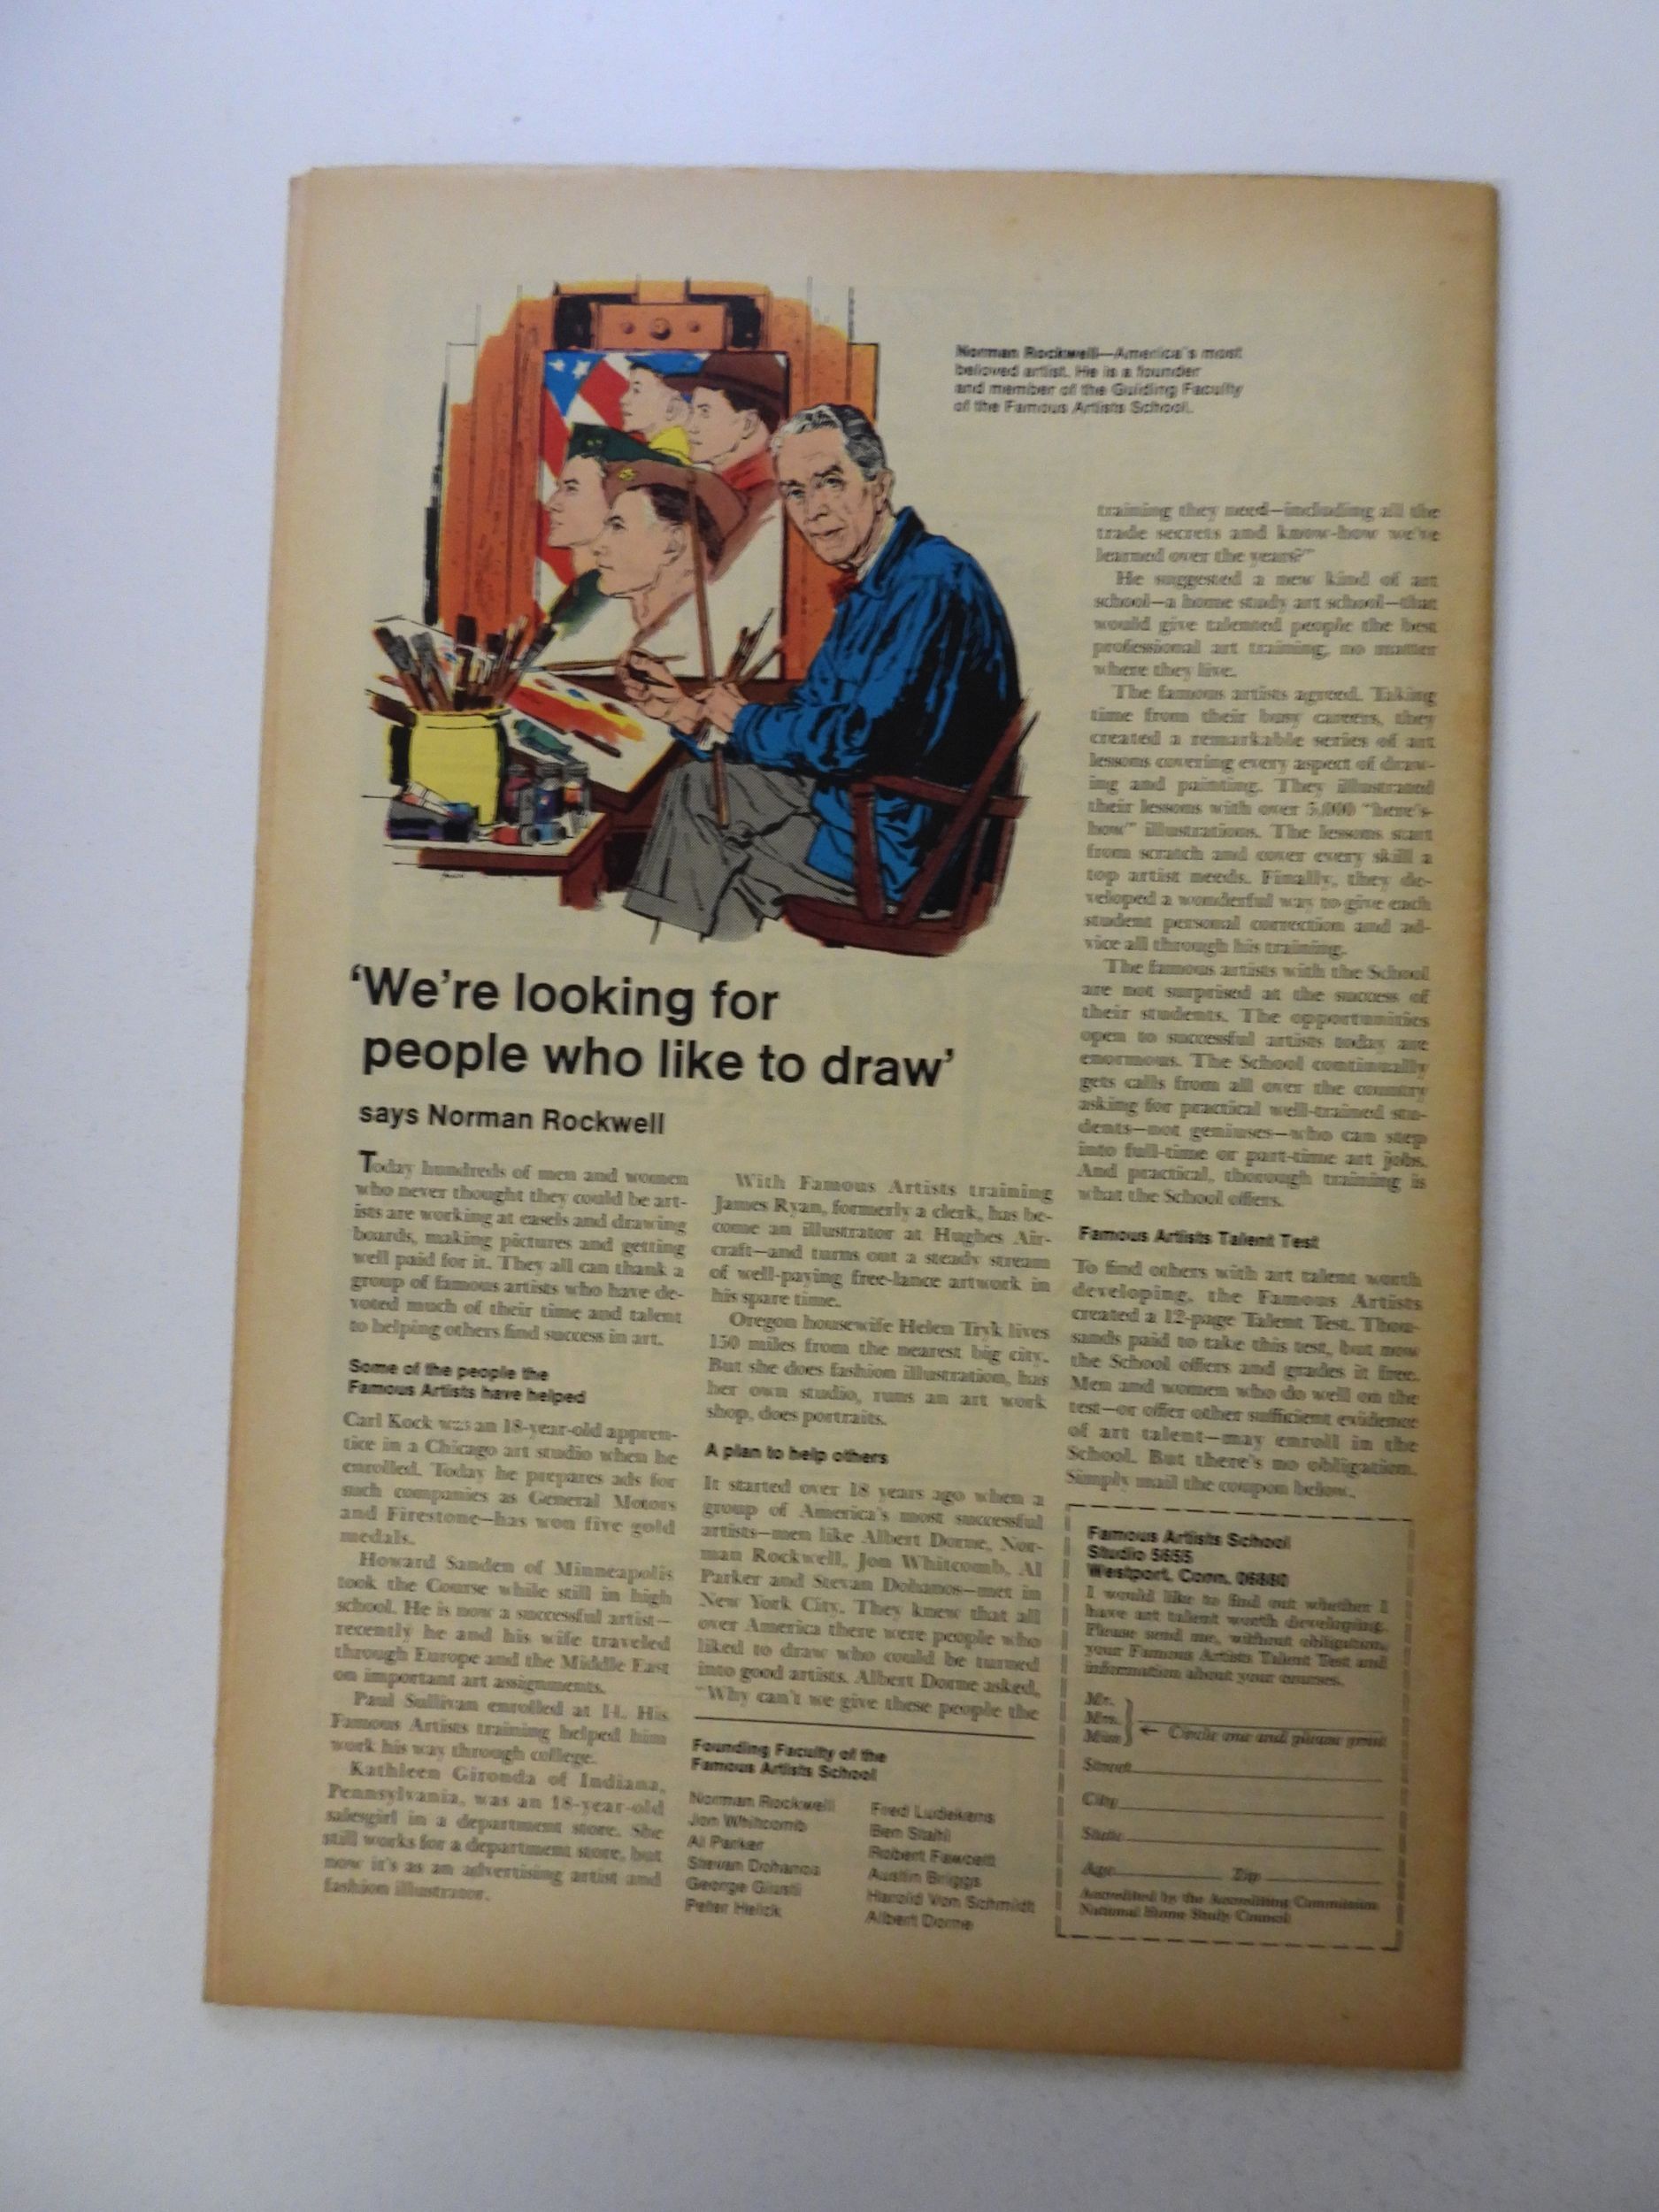 Norman Rockwell—America's most
beloved artist. He is a founder
and member of the Guiding Faculty
of the Famous Artists School.
'We're looking for
people who like to draw'
says Norman Rockwell
Today hundreds of men and women
who never thought they could be art-
ists are working at easels and drawing
boards, making pictures and getting
well paid for it. They all can thank a
group of famous artists who have de-
voted much of their time and talent
to helping others find success in art.
Some of the people the
Famous Artists have helped
Carl Kock was an 18-year-old appren-
tice in a Chicago art studio when he
enrolled. Today he prepares ads for
such companies as General Motors
and Firestone—has won five gold
medals.
Howard Sanden of Minneapolis
took the Course while still in high
school. He is now a successful artist—
recently he and his wife traveled
through Europe and the Middle East
on important art assignments.
Paul Sullivan enrolled at 14. His
Famous Artists training helped him
work his way through college.
Kathleen Gironda of Indiana,
Pennsylvania, was an 18-year-old
salesgirl in a department store. She
still works for a department store, but
now it's as an advertising artist and
fashion illustrator.
With Famous Artists training
James Ryan, formerly a clerk, has be-
come an illustrator at Hughes Air-
craft—and turns out a steady stream
of well-paying free-lance artwork in
his spare time.
Oregon housewife Helen Tryk lives
150 miles from the nearest big city.
But she does fashion illustration, has
her own studio, runs an art work
shop, does portraits.
A plan to help others
It started over 18 years ago when a
group of America's most successful
artists—men like Albert Dorne, Nor-
man Rockwell, Jon Whitcomb, Al
Parker and Stevan Dohanos—met in
New York City. They knew that all
over America there were people who
liked to draw who could be turned
into good artists. Albert Dorne asked,
"Why can't we give these people the
Founding Faculty of the
Famous Artists School
Norman Rockwell
Jon Whitcomb
Al Parker
Stevan Dohanos
George Giusti
Peter Helck
Fred Ludekens
Ben Stahl
Robert Fawcett
Austin Briggs
Harold Von Schmidt
Albert Dorne
training they need—including all the
trade secrets and know-how we've
learned over the years?"
He suggested a new kind of art
school—a home study art school—that
would give talented people the best
professional art training, no matter
where they live.
The famous artists agreed. Taking
time from their busy careers, they
created a remarkable series of art
lessons covering every aspect of draw-
ing and painting. They illustrated
their lessons with over 5,000 "here's-
how" illustrations. The lessons start
from scratch and cover every skill a
top artist needs. Finally, they de-
veloped a wonderful way to give each
student personal correction and ad-
vice all through his training.
The famous artists with the School
are not surprised at the success of
their students. The opportunities
open to successful artists today are
enormous. The School continually
gets calls from all over the country
asking for practical well-trained stu-
dents—not geniuses—who can step
into full-time or part-time art jobs.
And practical, thorough training is
what the School offers.
Famous Artists Talent Test
To find others with art talent worth
developing, the Famous Artists
created a 12-page Talent Test. Thou-
sands paid to take this test, but now
the School offers and grades it free.
Men and women who do well on the
test—or offer other sufficient evidence
of art talent—may enroll in the
School. But there's no obligation.
Simply mail the coupon below.
Famous Artists School
Studio 5655
Westport, Conn. 06880
I would like to find out whether I
have art talent worth developing.
Please send me, without obligation,
your Famous Artists Talent Test and
information about your courses.
Mr.
Mrs.
Miss
← Circle one and please print
Street
City
State
Age Zip
Accredited by the Accrediting Commission
National Home Study Council